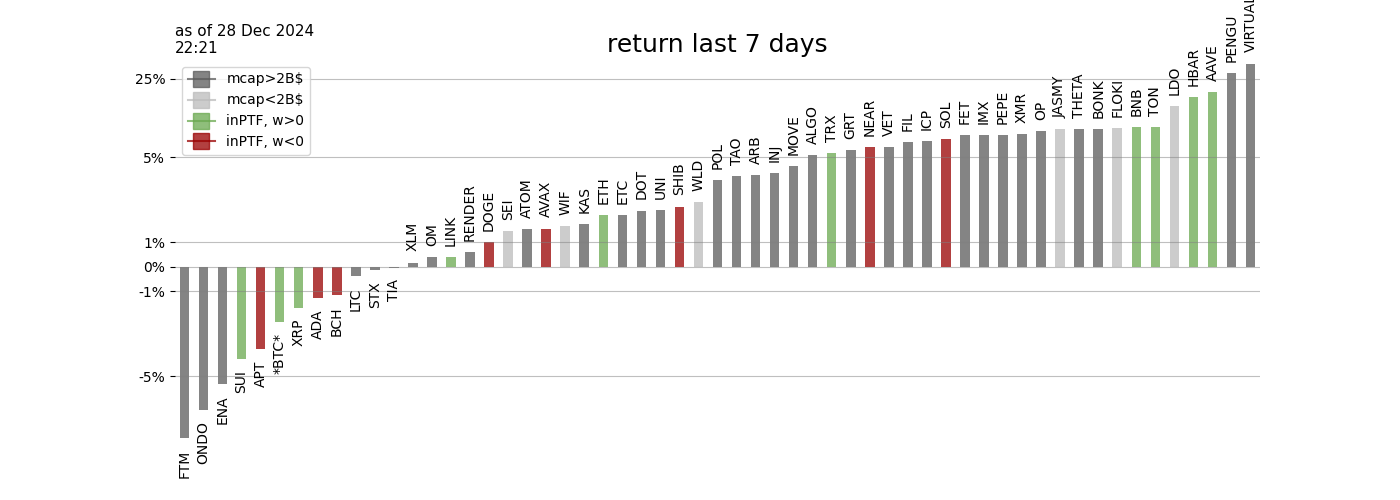 as of 28 Dec 2024
22:21
return last 7 days
mcap>2B$
mcap<2B$
inPTF, w>0
inPTF, w<0
25%
5%
1%
0%
-1%
-5%
FTM
ONDO
ENA
SUI
APT
*BTC*
XRP
ADA
BCH
LTC
STX
TIA
XLM
OM
LINK
RENDER
DOGE
SEI
ATOM
AVAX
WIF
KAS
ETH
ETC
DOT
UNI
SHIB
WLD
POL
TAO
ARB
INJ
MOVE
ALGO
TRX
GRT
NEAR
VET
FIL
ICP
SOL
FET
IMX
PEPE
XMR
OP
JASMY
THETA
BONK
FLOKI
BNB
TON
LDO
HBAR
AAVE
PENGU
VIRTUAL